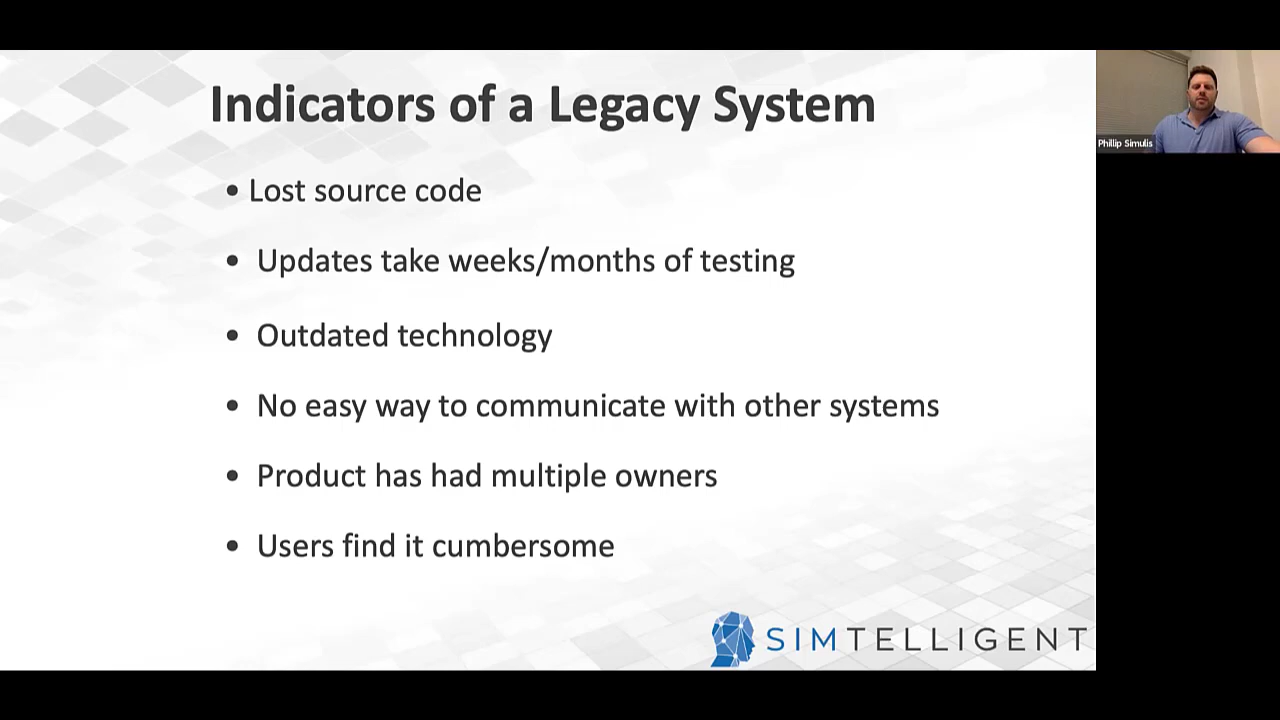 Indicators of a Legacy System
• Lost source code
• Updates take weeks/months of testing
• Outdated technology
• No easy way to communicate with other systems
• Product has had multiple owners
• Users find it cumbersome
SIMTELLIGENT
Phillip Simulis